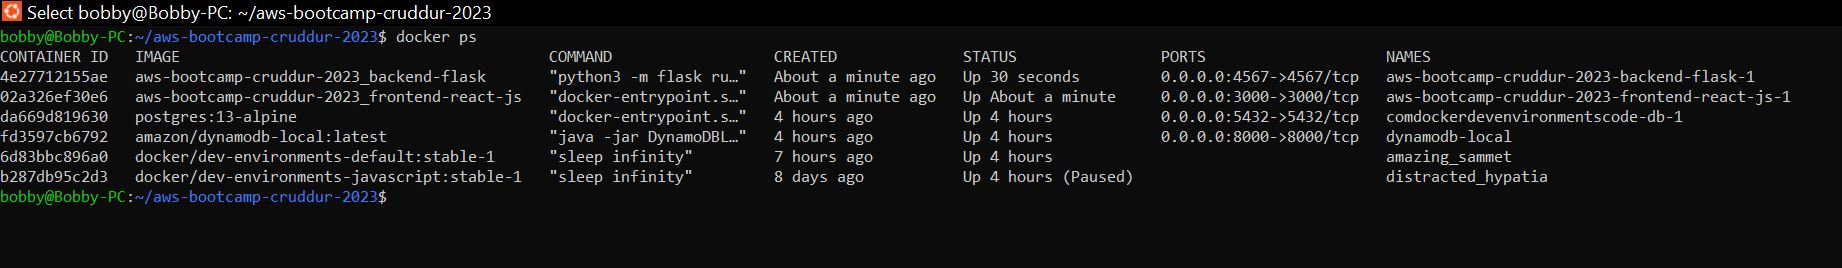 Select bobby@Bobby-PC: ~/aws-bootcamp-cruddur-2023
bobby@Bobby-PC:~/aws-bootcamp-cruddur-2023$ docker ps
CONTAINER ID   IMAGE   COMMAND   CREATED   STATUS   PORTS   NAMES
4e27712155ae   aws-bootcamp-cruddur-2023_backend-flask   "python3 -m flask ru…"   About a minute ago   Up 30 seconds   0.0.0.0:4567->4567/tcp   aws-bootcamp-cruddur-2023-backend-flask-1
02a326ef30e6   aws-bootcamp-cruddur-2023_frontend-react-js   "docker-entrypoint.s…"   About a minute ago   Up About a minute   0.0.0.0:3000->3000/tcp   aws-bootcamp-cruddur-2023-frontend-react-js-1
da669d819630   postgres:13-alpine   "docker-entrypoint.s…"   4 hours ago   Up 4 hours   0.0.0.0:5432->5432/tcp   comdockerdevenvironmentscode-db-1
fd3597cb6792   amazon/dynamodb-local:latest   "java -jar DynamoDBL…"   4 hours ago   Up 4 hours   0.0.0.0:8000->8000/tcp   dynamodb-local
6d83bbc896a0   docker/dev-environments-default:stable-1   "sleep infinity"   7 hours ago   Up 4 hours   amazing_sammet
b287db95c2d3   docker/dev-environments-javascript:stable-1   "sleep infinity"   8 days ago   Up 4 hours (Paused)   distracted_hypatia
bobby@Bobby-PC:~/aws-bootcamp-cruddur-2023$